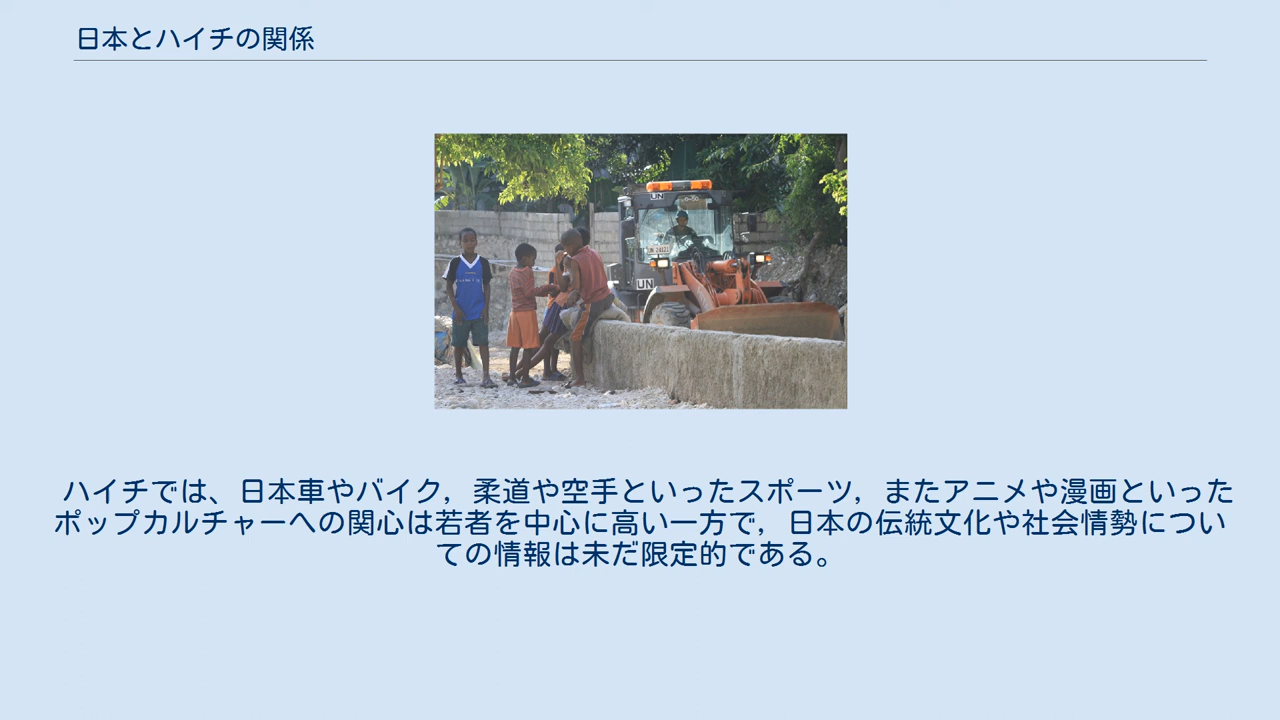 日本とハイチの関係
UN
UN
ハイチでは、日本車やバイク，柔道や空手といったスポーツ，またアニメや漫画といった
ポップカルチャーへの関心は若者を中心に高い一方で，日本の伝統文化や社会情勢につい
ての情報は未だ限定的である。